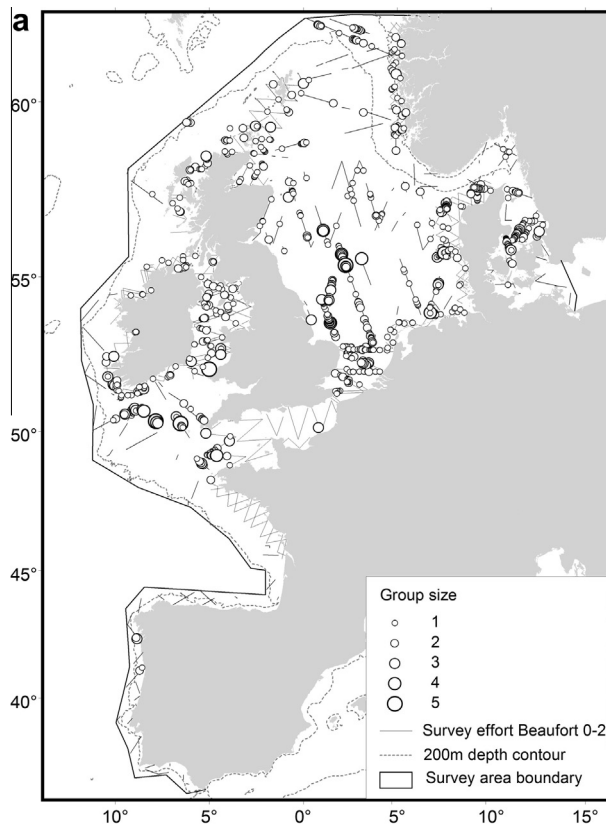 a
60°
55°
50°
45°
40°
Group size
1
2
3
4
5
Survey effort Beaufort 0-2
200m depth contour
Survey area boundary
10° 5° 0° 5° 10° 15°